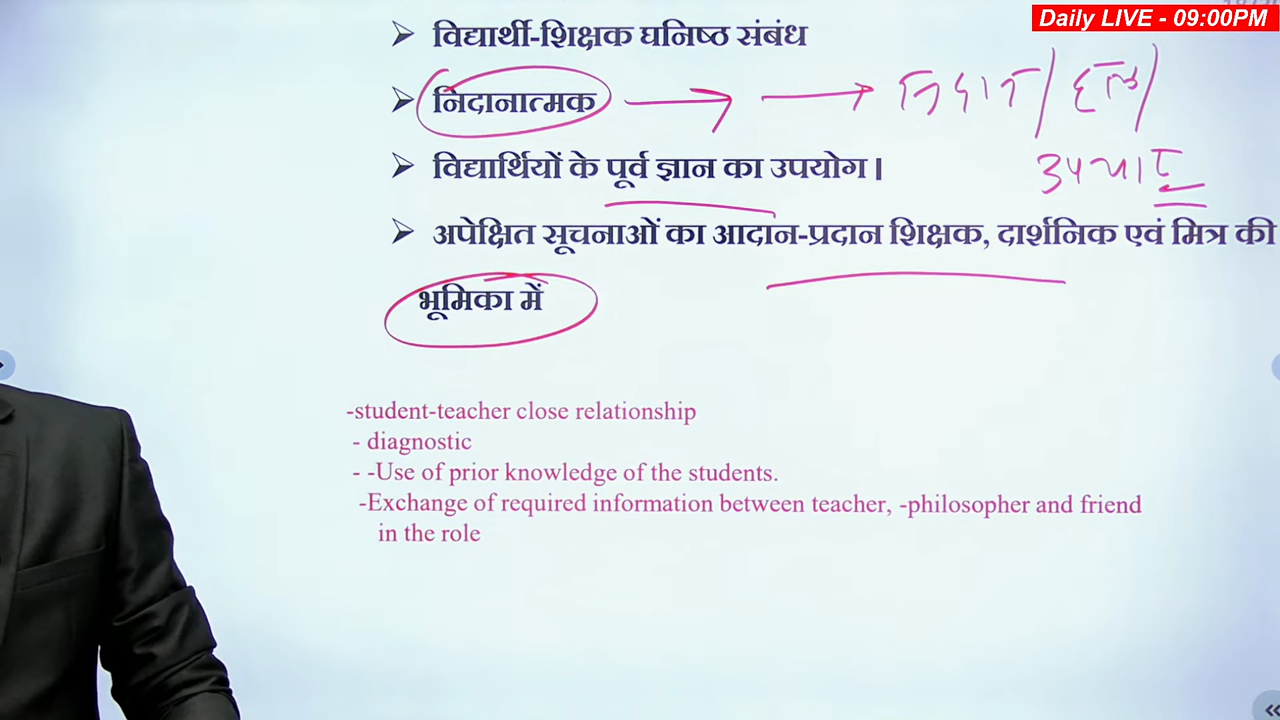 Daily LIVE - 09:00PM
➢ विद्यार्थी-शिक्षक घनिष्ठ संबंध
➢ निदानात्मक
➢ विद्यार्थियों के पूर्व ज्ञान का उपयोग।
उपचार
➢ अपेक्षित सूचनाओं का आदान-प्रदान शिक्षक, दार्शनिक एवं मित्र की
भूमिका में
-student-teacher close relationship
- diagnostic
- -Use of prior knowledge of the students.
-Exchange of required information between teacher, -philosopher and friend
in the role